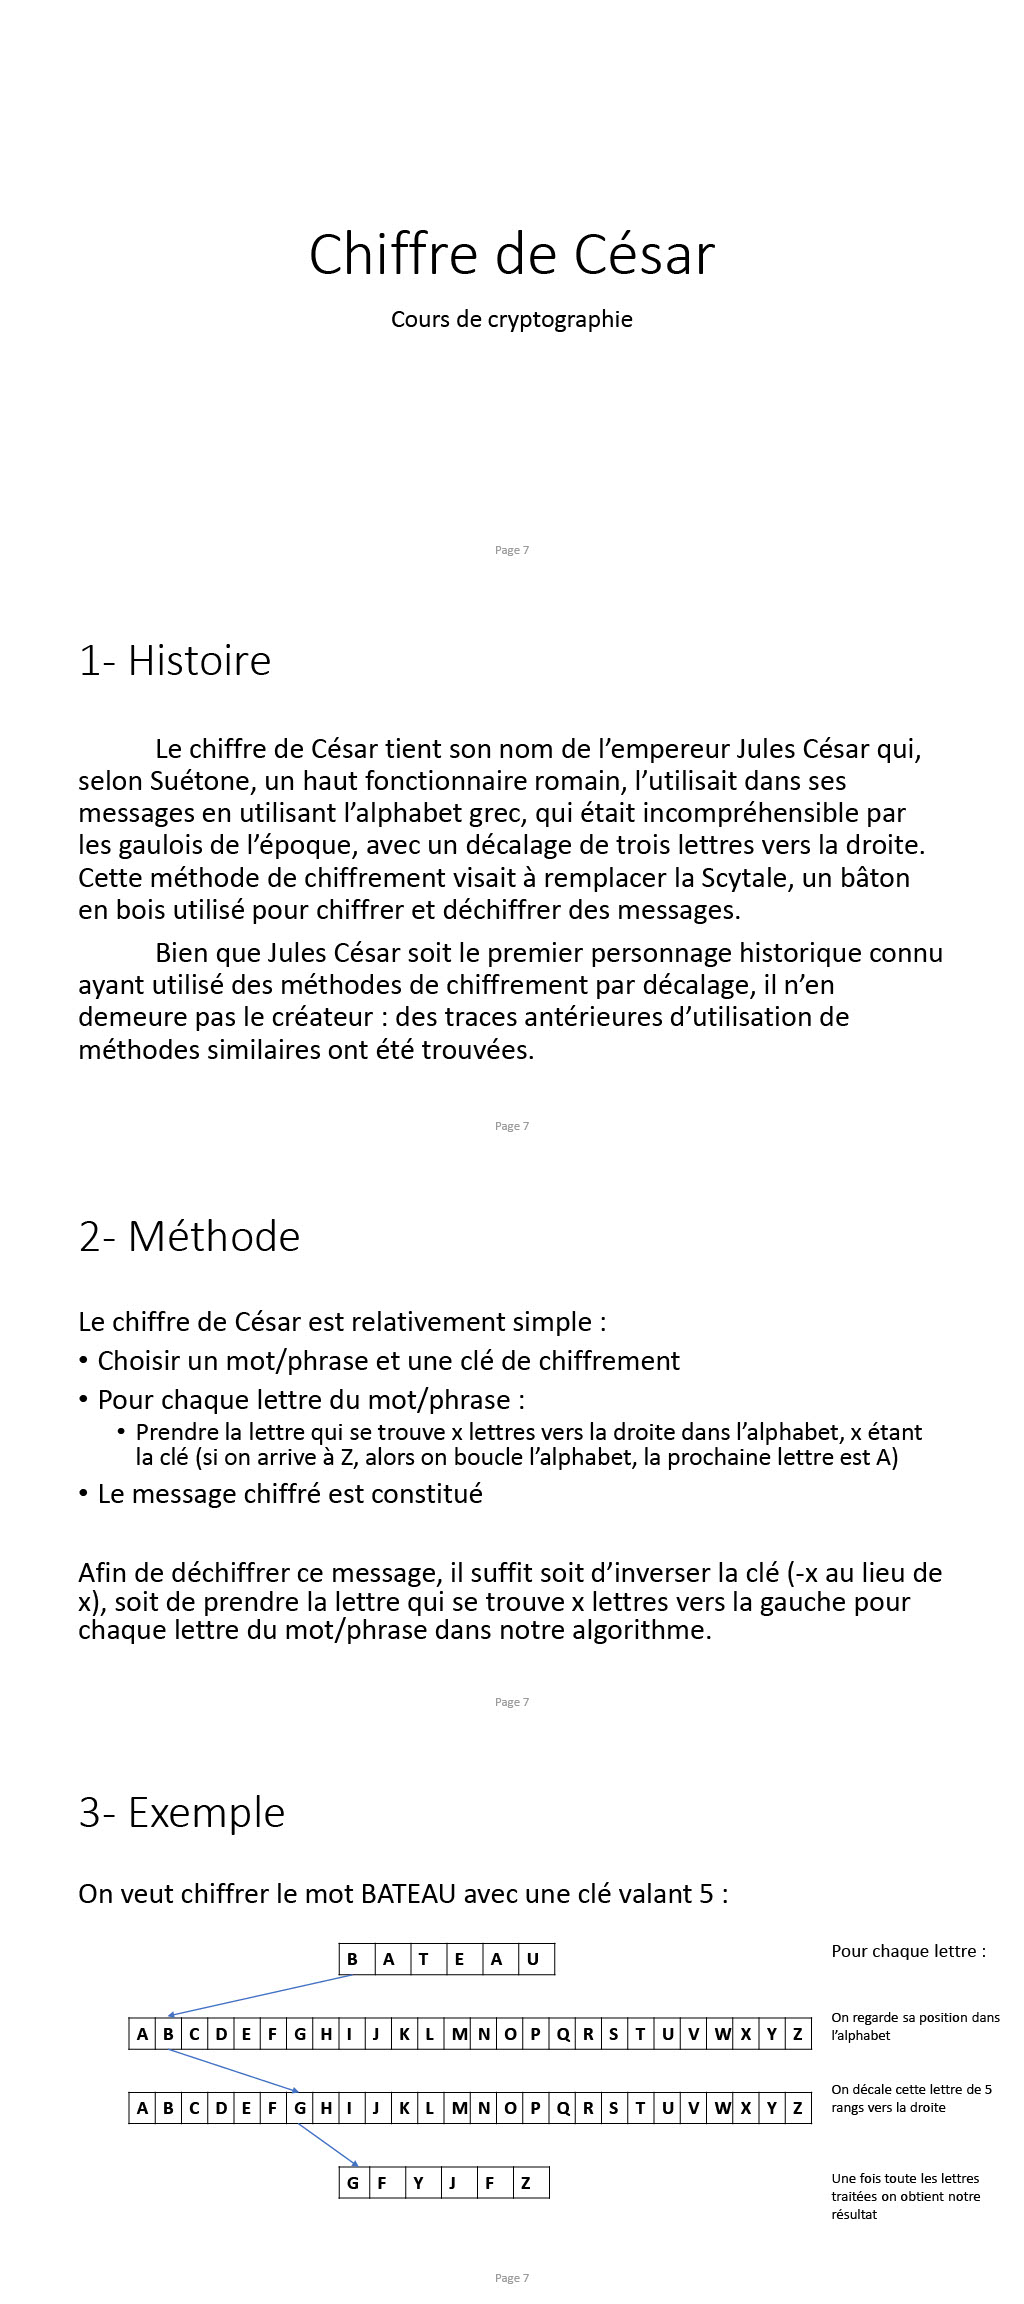 Chiffre de César
Cours de cryptographie
Page 7
1- Histoire
Le chiffre de César tient son nom de l’empereur Jules César qui,
selon Suétone, un haut fonctionnaire romain, l’utilisait dans ses
messages en utilisant l’alphabet grec, qui était incompréhensible par
les gaulois de l’époque, avec un décalage de trois lettres vers la droite.
Cette méthode de chiffrement visait à remplacer la Scytale, un bâton
en bois utilisé pour chiffrer et déchiffrer des messages.
Bien que Jules César soit le premier personnage historique connu
ayant utilisé des méthodes de chiffrement par décalage, il n’en
demeure pas le créateur : des traces antérieures d’utilisation de
méthodes similaires ont été trouvées.
Page 7
2- Méthode
Le chiffre de César est relativement simple :
• Choisir un mot/phrase et une clé de chiffrement
• Pour chaque lettre du mot/phrase :
• Prendre la lettre qui se trouve x lettres vers la droite dans l’alphabet, x étant
la clé (si on arrive à Z, alors on boucle l’alphabet, la prochaine lettre est A)
• Le message chiffré est constitué
Afin de déchiffrer ce message, il suffit soit d’inverser la clé (-x au lieu de
x), soit de prendre la lettre qui se trouve x lettres vers la gauche pour
chaque lettre du mot/phrase dans notre algorithme.
Page 7
3- Exemple
On veut chiffrer le mot BATEAU avec une clé valant 5 :
B A T E A U
Pour chaque lettre :
A B C D E F G H I J K L M N O P Q R S T U V W X Y Z
On regarde sa position dans
l’alphabet
A B C D E F G H I J K L M N O P Q R S T U V W X Y Z
On décale cette lettre de 5
rangs vers la droite
G F Y J F Z
Une fois toute les lettres
traitées on obtient notre
résultat
Page 7